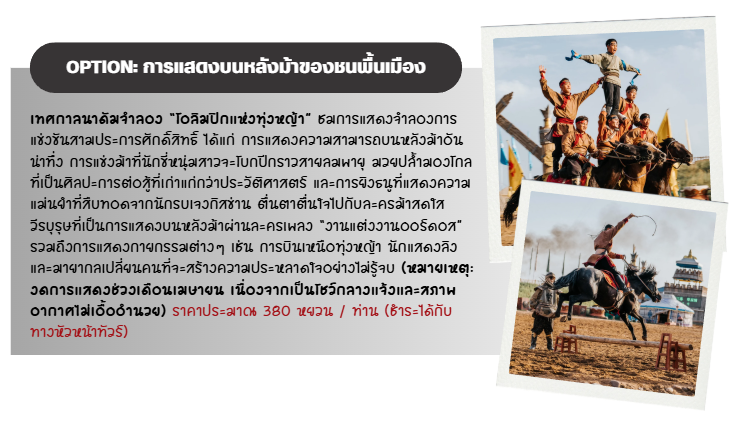 OPTION: การแสดงบนหลังม้าของชนพื้นเมือง
เทศกาลนาดัมจำลอง “โอลิมปิกแห่งทุ่งหญ้า” ชมการแสดงจำลองการ
แข่งขันสามประการศักดิ์สิทธิ์ ได้แก่ การแสดงความสามารถบนหลังม้าอัน
น่าทึ่ง การแข่งม้าที่นักขี่หนุ่มสาวจะโบกปีกราวสายลมพายุ มวยปล้ำมองโกล
ที่เป็นศิลปะการต่อสู้ที่เก่าแก่กว่าประวัติศาสตร์ และการยิงธนูที่แสดงความ
แม่นยำที่สืบทอดจากนักรบเจงกิสข่าน ตื่นตาตื่นใจไปกับละครม้าสดใส
วีรบุรุษที่เป็นการแสดงบนหลังม้าผ่านละครเพลง “งานแต่งงานออร์ดอส”
รวมถึงการแสดงกายกรรมต่างๆ เช่น การบินเหนือทุ่งหญ้า นักแสดงลิง
และมายากลเปลี่ยนคนที่จะสร้างความประหลาดใจอย่างไม่รู้จบ (หมายเหตุ:
งดการแสดงช่วงเดือนเมษายน เนื่องจากเป็นโชว์กลางแจ้งและสภาพ
อากาศไม่เอื้ออำนวย) ราคาประมาณ 380 หยวน / ท่าน (ชำระได้กับ
ทางหัวหน้าทัวร์)